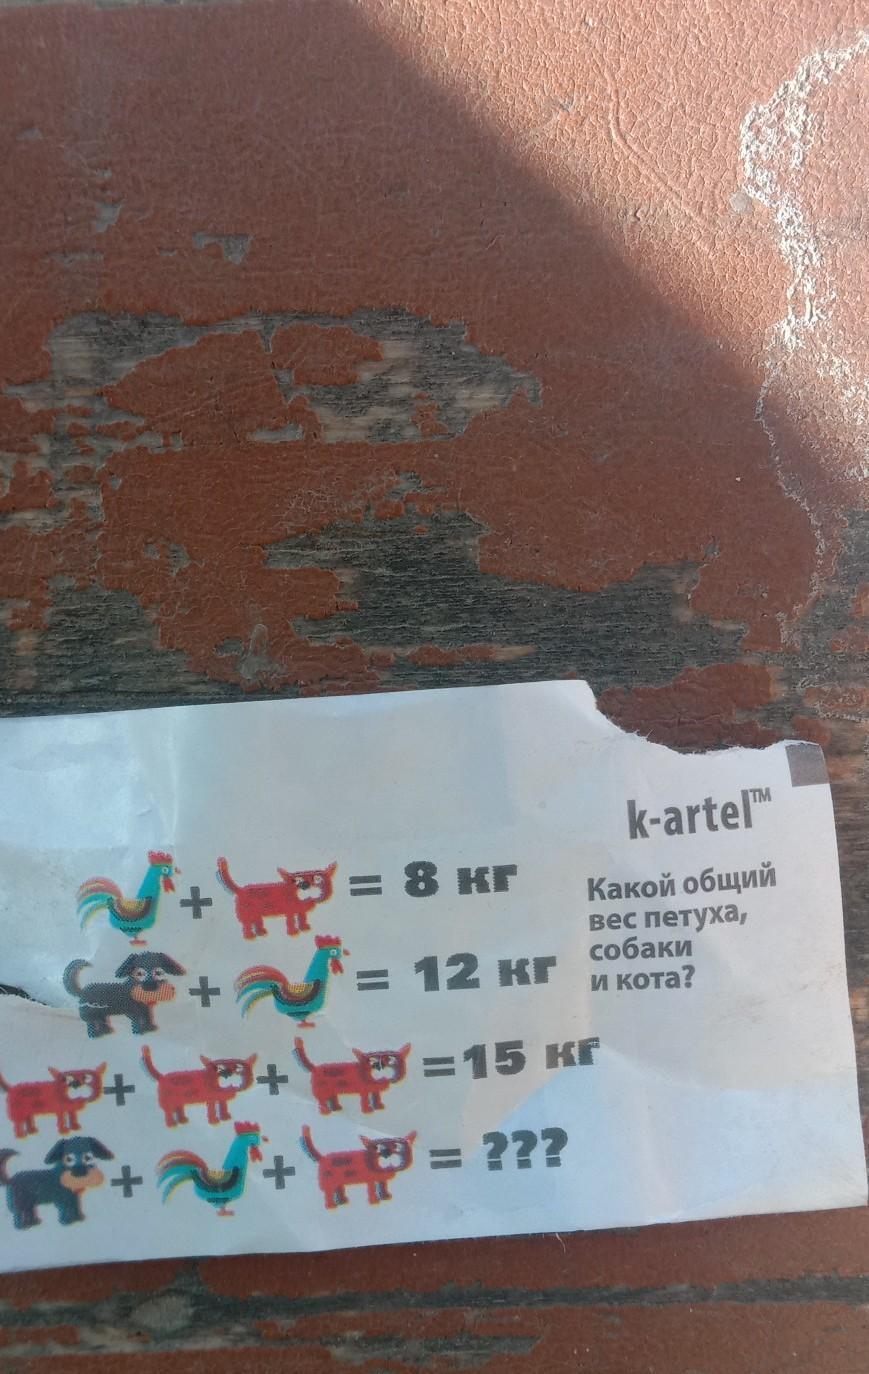 k-artel™
+ = 8 кг
Какой общий
вес петуха,
собаки
и кота?
+ = 12 кг
+ + =15 кг
+ + = ???